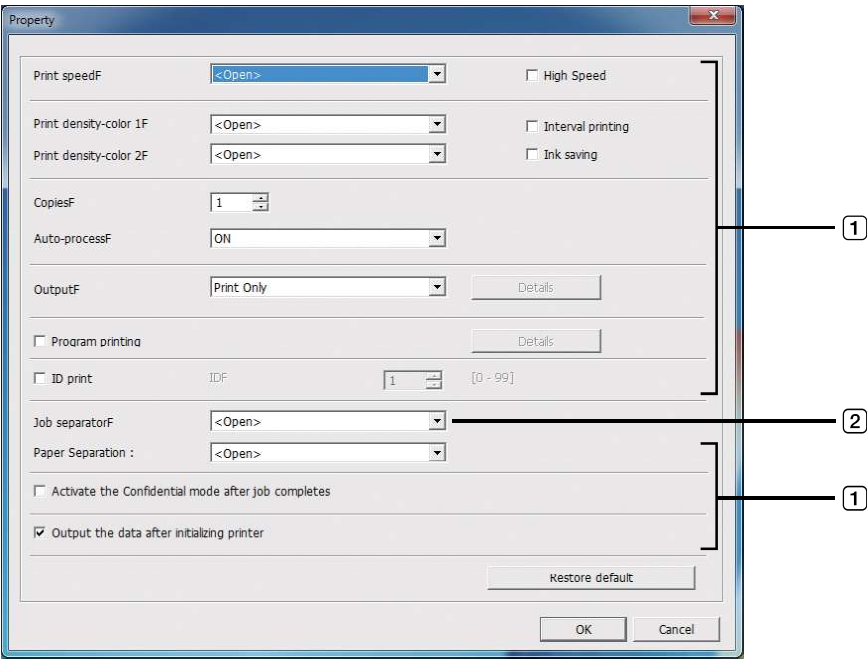 Property
Print speedF <Open> High Speed
Print density-color 1F <Open> Interval printing
Print density-color 2F <Open> Ink saving
CopiesF 1
1
Auto-processF ON
OutputF Print Only Details
Program printing Details
ID print IDF 1 [0 - 99]
Job separatorF <Open> 2
Paper Separation : <Open>
Activate the Confidential mode after job completes 1
Output the data after initializing printer
Restore default
OK Cancel